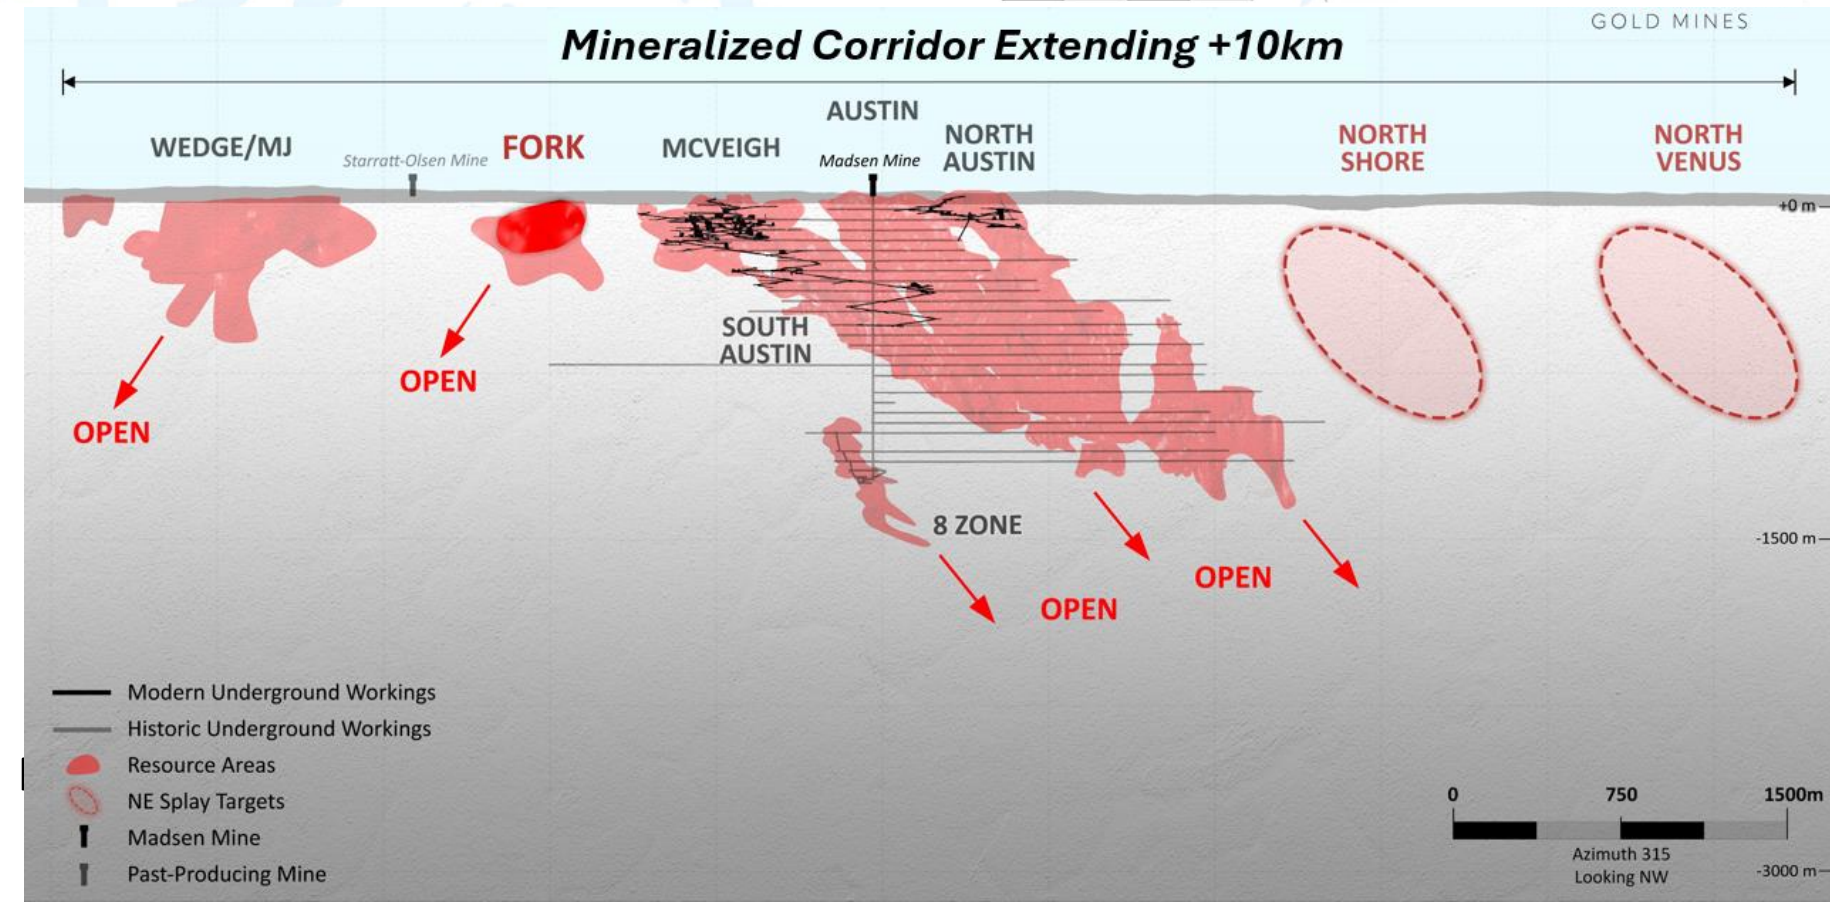 GOLD MINES
Mineralized Corridor Extending +10km
AUSTIN
WEDGE/MJ
Starratt-Olsen Mine
FORK
MCVEIGH
Madsen Mine
NORTH
AUSTIN
NORTH
SHORE
NORTH
VENUS
+0 m
SOUTH
AUSTIN
OPEN
OPEN
8 ZONE
-1500 m
OPEN
OPEN
Modern Underground Workings
Historic Underground Workings
Resource Areas
NE Splay Targets
Madsen Mine
Past-Producing Mine
0 750 1500m
Azimuth 315
Looking NW
-3000 m